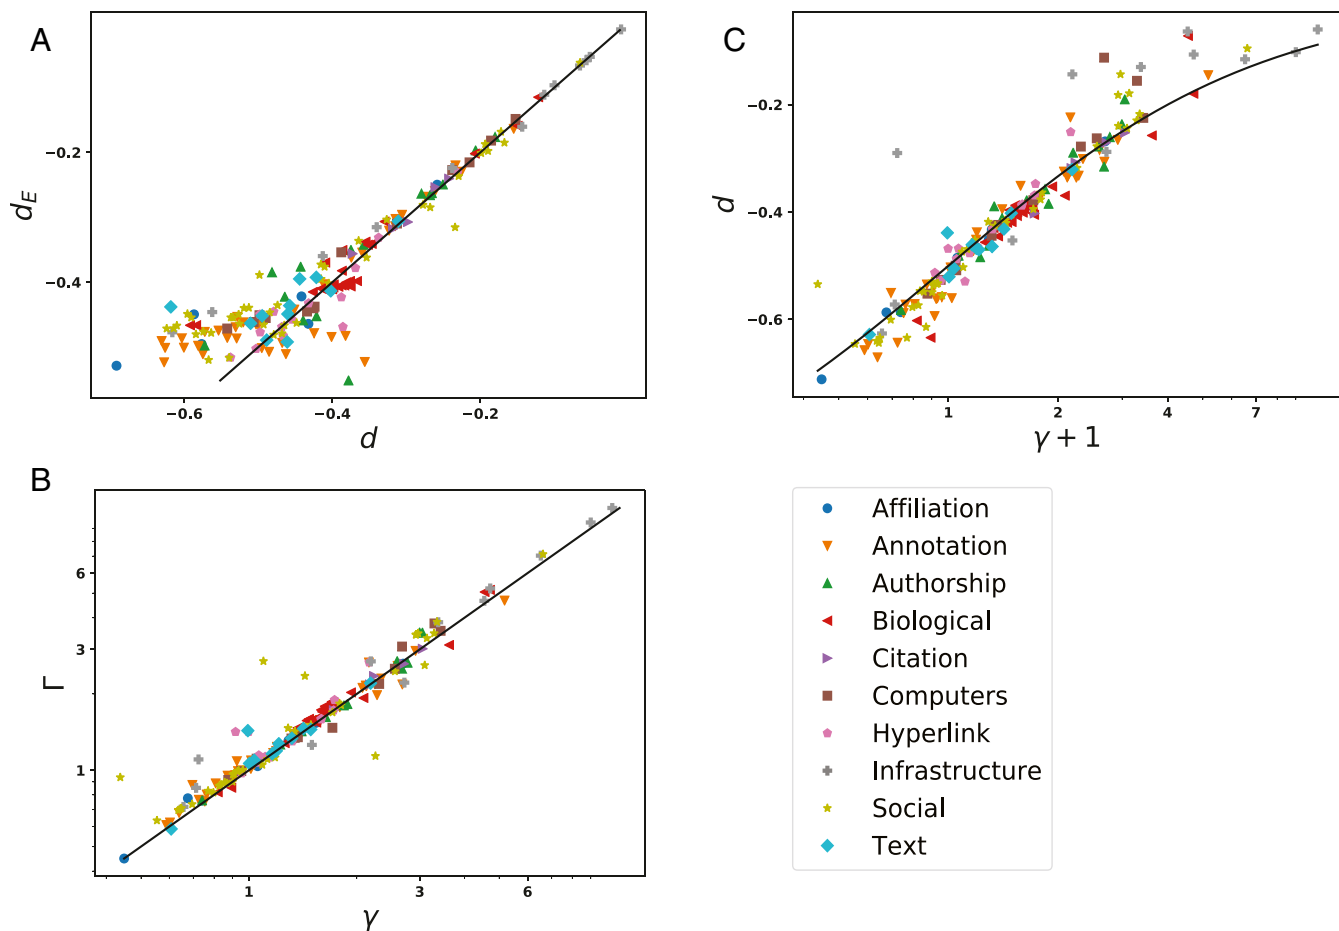 A
−0.2
−0.4
d_E
−0.6
−0.4
−0.2
d
C
−0.2
−0.4
−0.6
d
1
2
4
7
γ + 1
B
6
3
1
Γ
1
3
6
γ
Affiliation
Annotation
Authorship
Biological
Citation
Computers
Hyperlink
Infrastructure
Social
Text